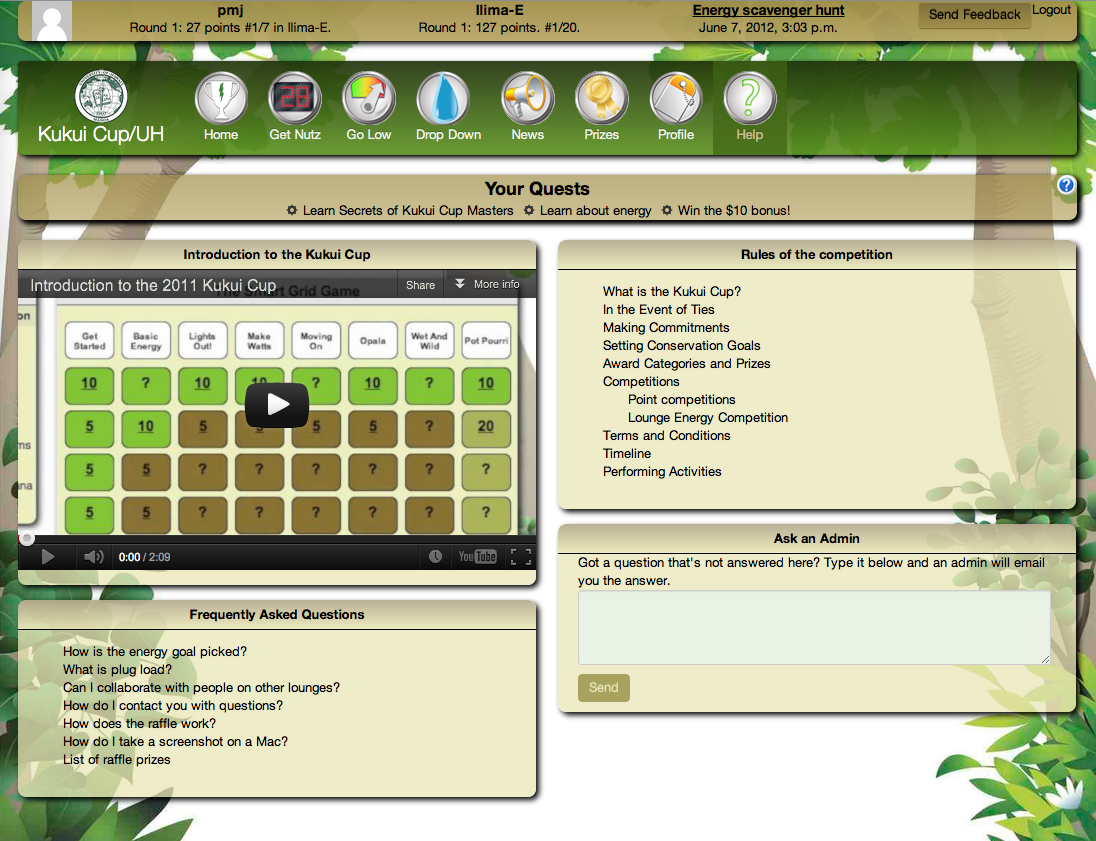 pmj
Round 1: 27 points #1/7 in Ilima-E.
Ilima-E
Round 1: 127 points. #1/20.
Energy scavenger hunt
June 7, 2012, 3:03 p.m.
Send Feedback
Logout
Kukui Cup/UH
28
Home
Get Nutz
Go Low
Drop Down
News
Prizes
Profile
?
Help
Your Quests
?
Learn Secrets of Kukui Cup Masters
Learn about energy
Win the $10 bonus!
Introduction to the Kukui Cup
Introduction to the 2011 Kukui Cup
Share
More info
Get Started
Basic Energy
Lights Out!
Make Watts
Moving On
Opala
Wet And Wild
Pot Pourri
10 ? 10 10 ? 10 ? 10
5 10 5 5 5 5 ? 20
5 5 ? ? ? ? ? ?
5 5 ? ? ? ? ? ?
0:00 / 2:09
YouTube
Frequently Asked Questions
How is the energy goal picked?
What is plug load?
Can I collaborate with people on other lounges?
How do I contact you with questions?
How does the raffle work?
How do I take a screenshot on a Mac?
List of raffle prizes
Rules of the competition
What is the Kukui Cup?
In the Event of Ties
Making Commitments
Setting Conservation Goals
Award Categories and Prizes
Competitions
Point competitions
Lounge Energy Competition
Terms and Conditions
Timeline
Performing Activities
Ask an Admin
Got a question that's not answered here? Type it below and an admin will email
you the answer.
Send